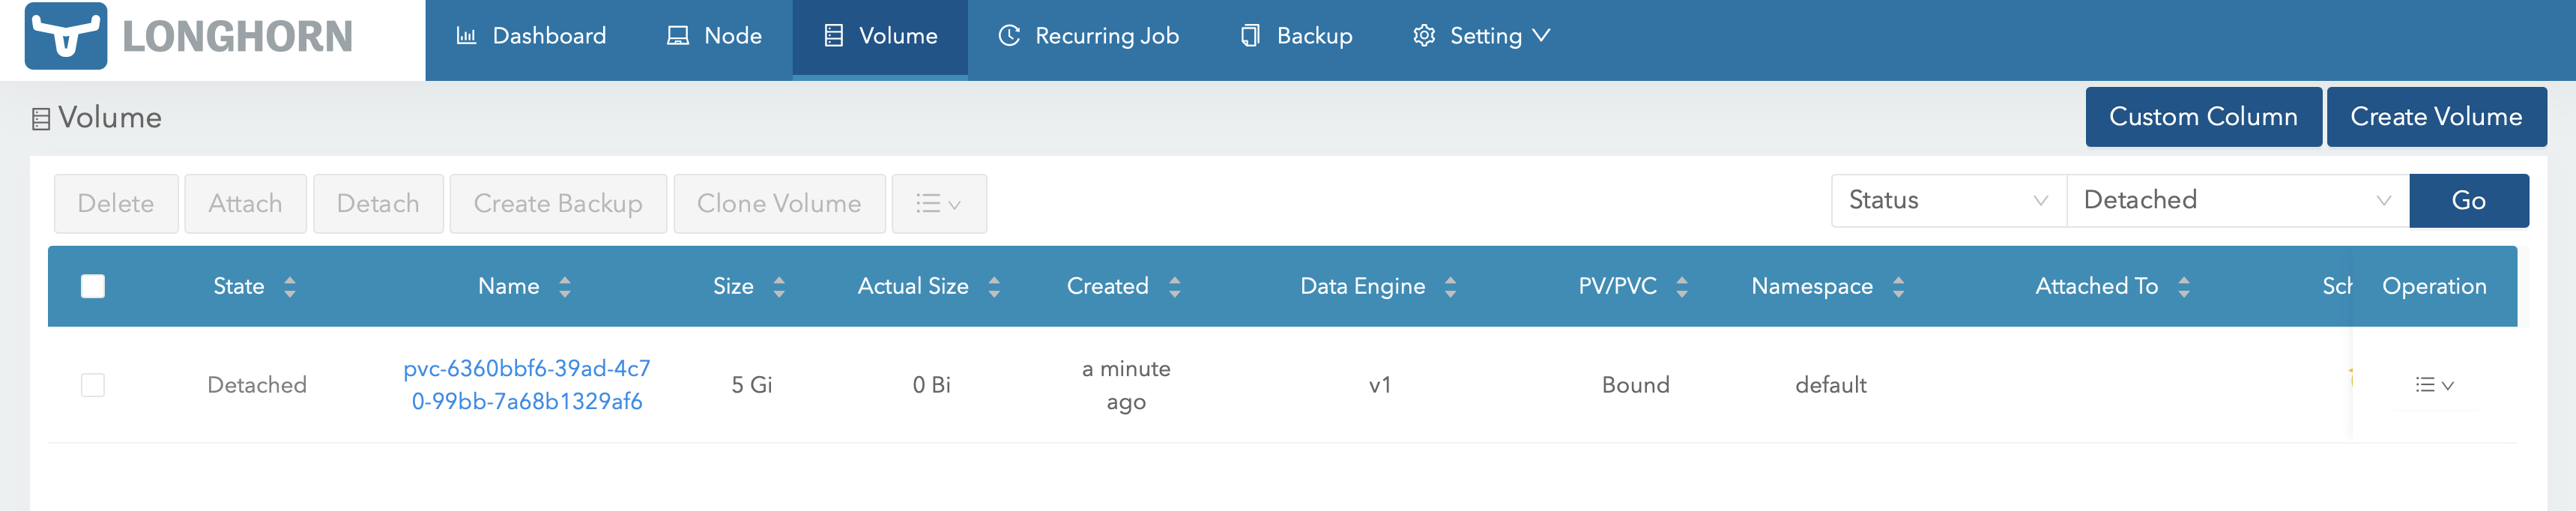 LONGHORN
Dashboard
Node
Volume
Recurring Job
Backup
Setting
Volume
Custom Column
Create Volume
Delete
Attach
Detach
Create Backup
Clone Volume
Status
Detached
Go
State
Name
Size
Actual Size
Created
Data Engine
PV/PVC
Namespace
Attached To
Sch
Operation
Detached
pvc-6360bbf6-39ad-4c7
0-99bb-7a68b1329af6
5 Gi
0 Bi
a minute
ago
v1
Bound
default